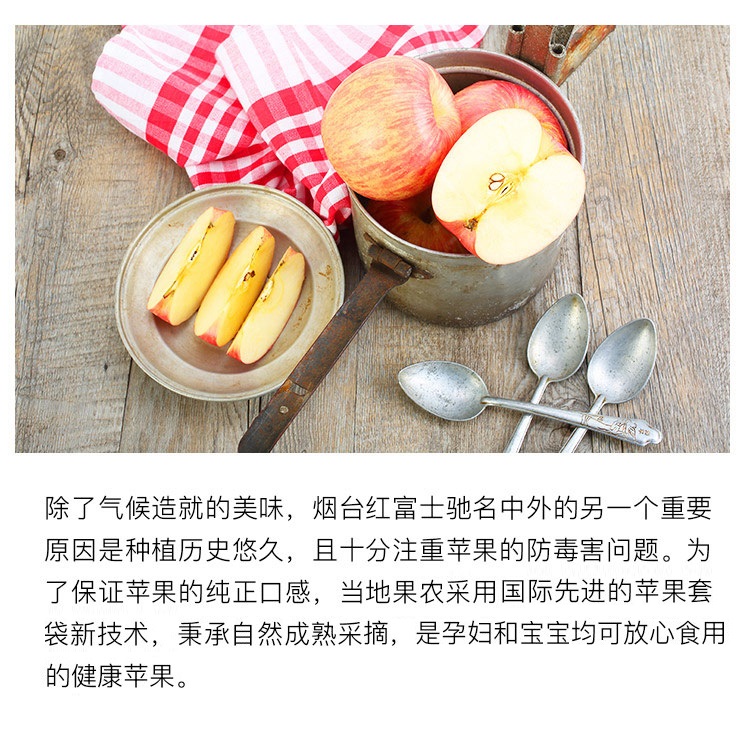 除了气候造就的美味，烟台红富士驰名中外的另一个重要
原因是种植历史悠久，且十分注重苹果的防毒害问题。为
了保证苹果的纯正口感，当地果农采用国际先进的苹果套
袋新技术，秉承自然成熟采摘，是孕妇和宝宝均可放心食用
的健康苹果。